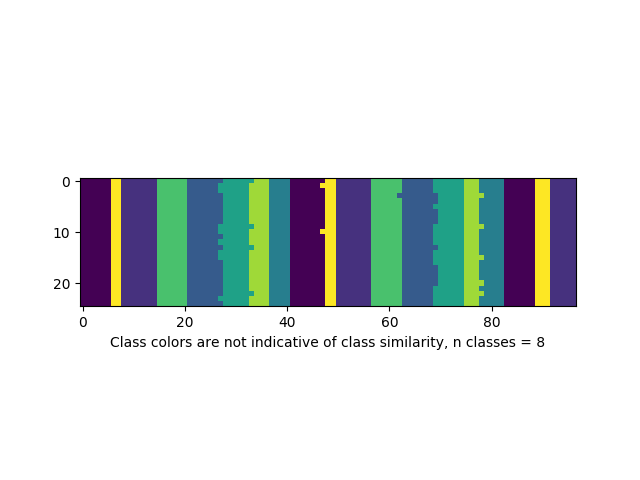 0
10
20
0 20 40 60 80
Class colors are not indicative of class similarity, n classes = 8